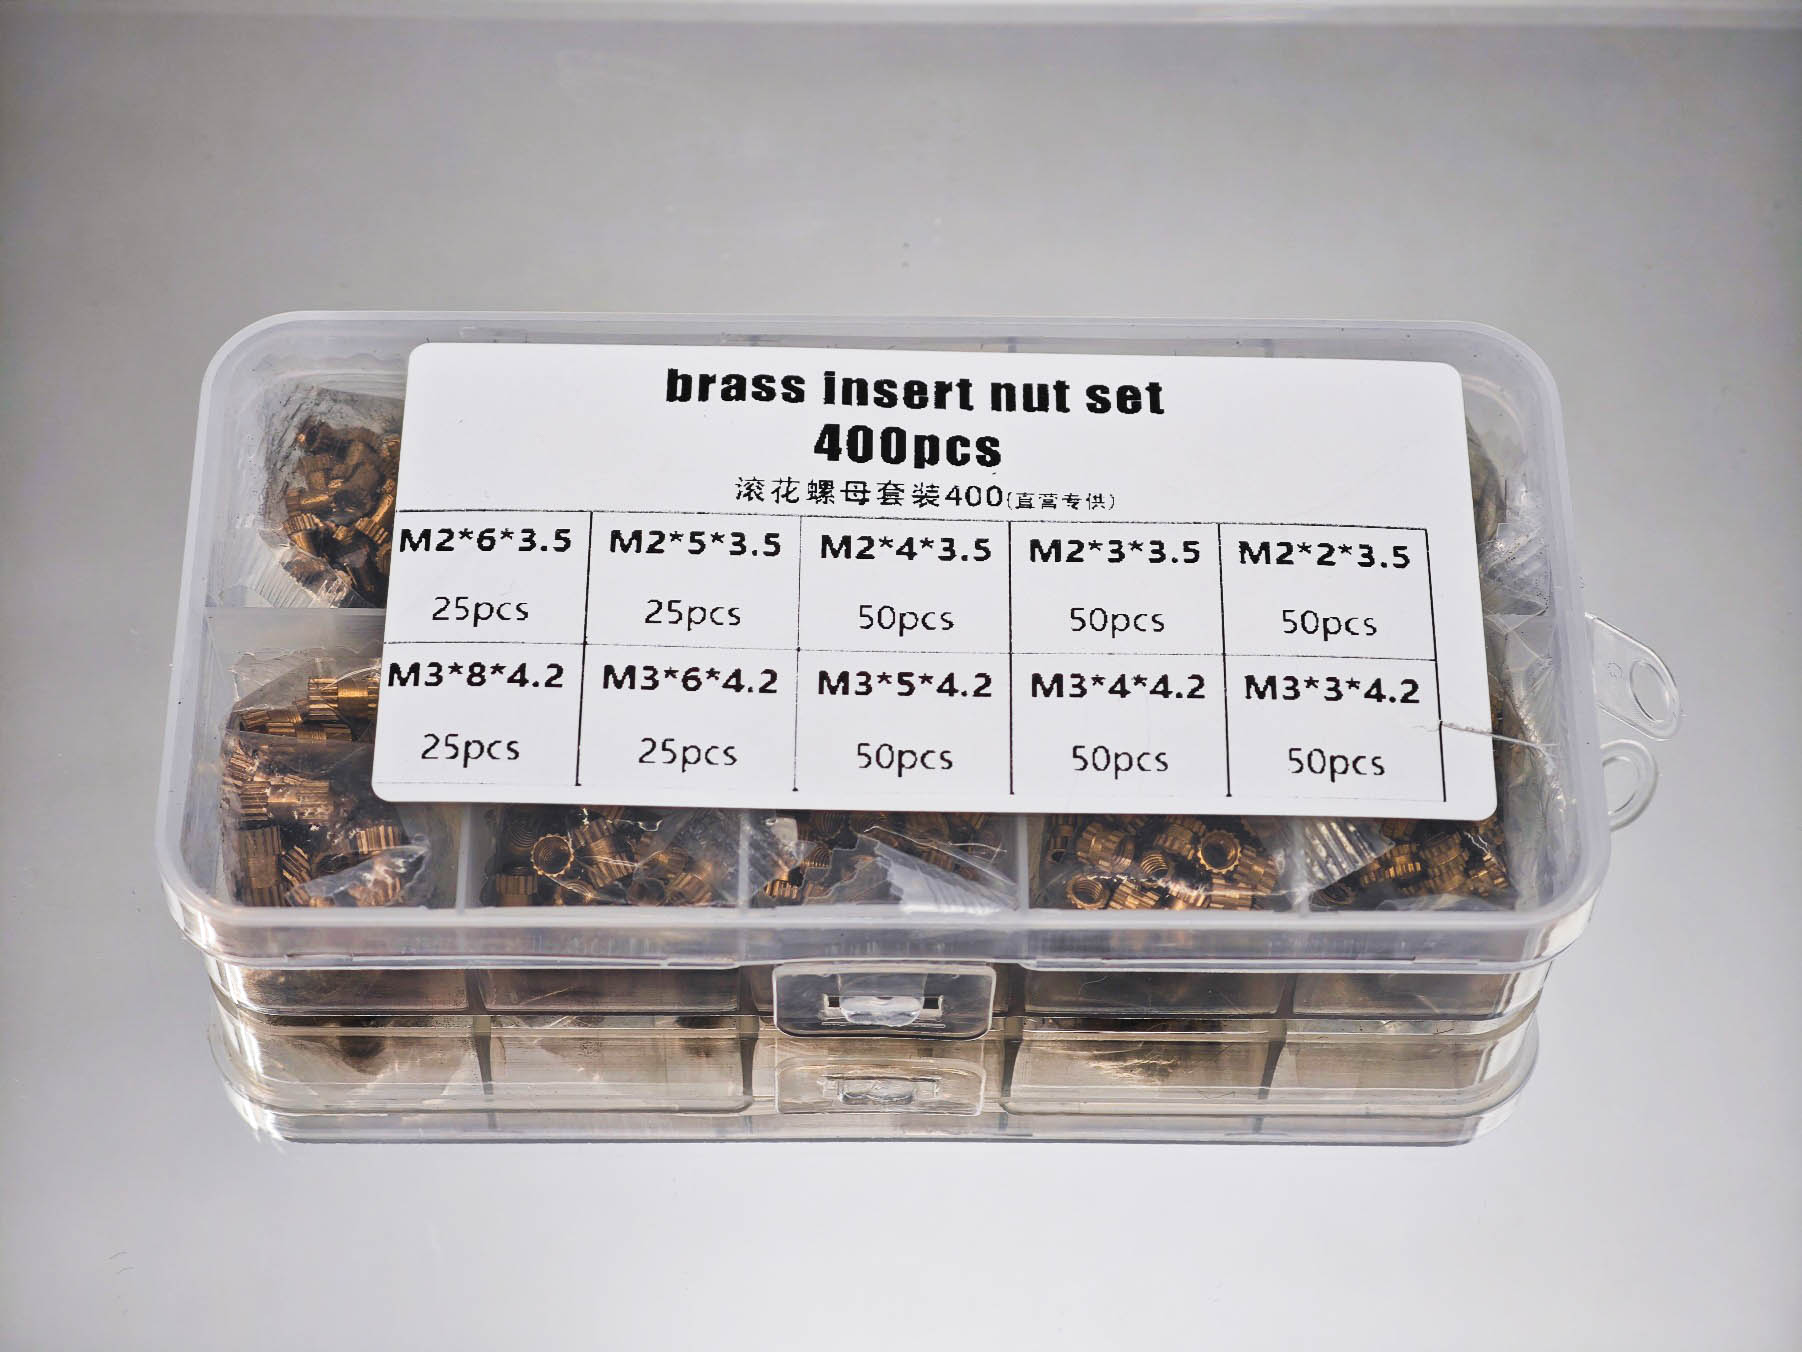 brass insert nut set
400pcs
滚花螺母套装400(直营专供)
M2*6*3.5 M2*5*3.5 M2*4*3.5 M2*3*3.5 M2*2*3.5
25pcs 25pcs 50pcs 50pcs 50pcs
M3*8*4.2 M3*6*4.2 M3*5*4.2 M3*4*4.2 M3*3*4.2
25pcs 25pcs 50pcs 50pcs 50pcs